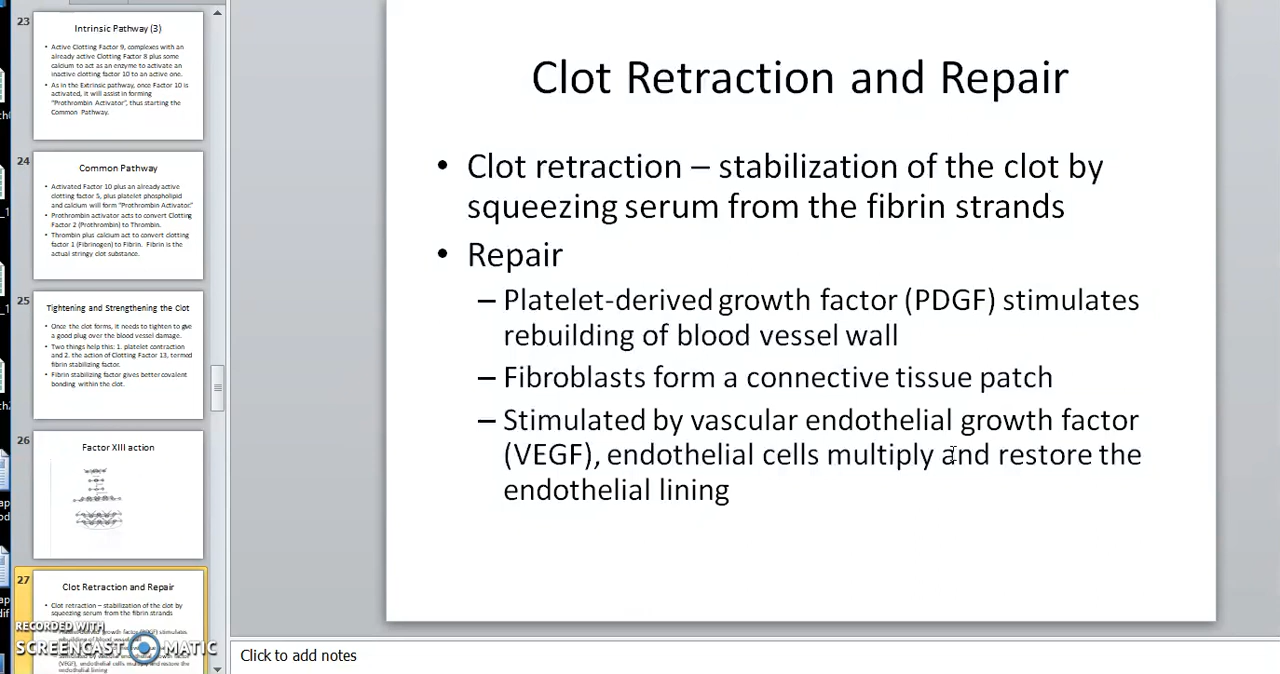 23
Intrinsic Pathway (3)
• Active Clotting Factor 9, complexes with an
already active Clotting Factor 8 plus some
calcium to act as an enzyme to activate an
inactive clotting factor 10 to an active one.
• As in the Extrinsic pathway, once Factor 10 is
activated, it will assist in forming
"Prothrombin Activator", thus starting the
Common Pathway.
24
Common Pathway
• Activated Factor 10 plus an already active
clotting factor 5, plus platelet phospholipid
and calcium will form "Prothrombin Activator."
• Prothrombin activator acts to convert Clotting
Factor 2 (Prothrombin) to Thrombin.
• Thrombin plus calcium act to convert clotting
factor 1 (Fibrinogen) to Fibrin. Fibrin is the
actual stringy clot substance.
25
Tightening and Strengthening the Clot
• Once the clot forms, it needs to tighten to give
a good plug over the blood vessel damage.
• Two things help this: 1. platelet contraction
and 2. the action of Clotting Factor 13, termed
fibrin stabilizing factor.
• Fibrin stabilizing factor gives better covalent
bonding within the clot.
26
Factor XIII action
27
Clot Retraction and Repair
• Clot retraction – stabilization of the clot by
squeezing serum from the fibrin strands
RECORDED WITH
SCREENCAST MATIC
Clot Retraction and Repair
• Clot retraction – stabilization of the clot by
squeezing serum from the fibrin strands
• Repair
– Platelet-derived growth factor (PDGF) stimulates
rebuilding of blood vessel wall
– Fibroblasts form a connective tissue patch
– Stimulated by vascular endothelial growth factor
(VEGF), endothelial cells multiply and restore the
endothelial lining
Click to add notes